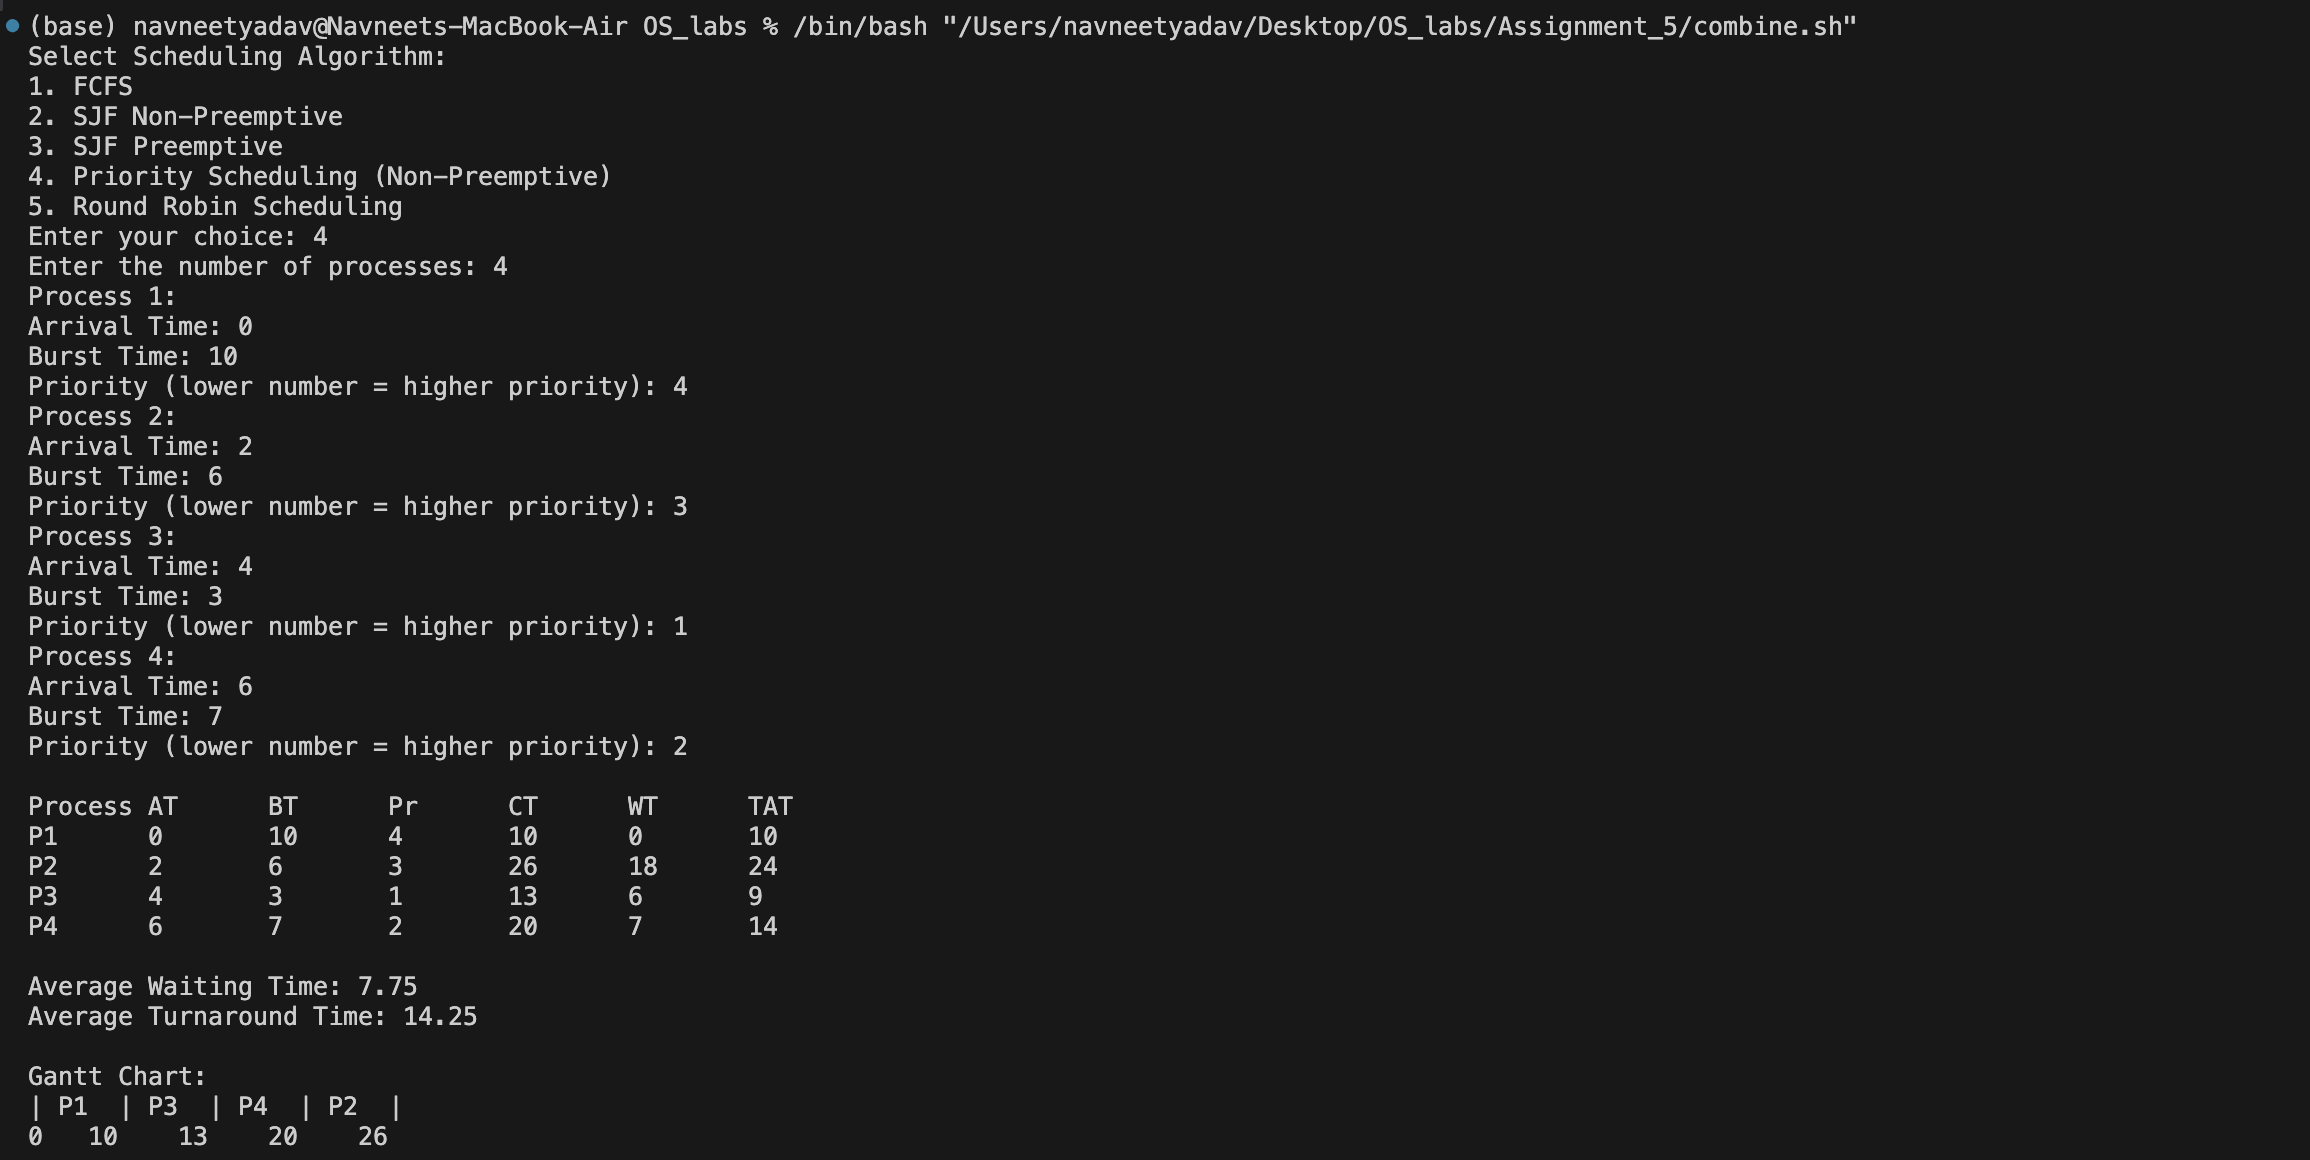 (base) navneetyadav@Navneets-MacBook-Air OS_labs % /bin/bash "/Users/navneetyadav/Desktop/OS_labs/Assignment_5/combine.sh"
Select Scheduling Algorithm:
1. FCFS
2. SJF Non-Preemptive
3. SJF Preemptive
4. Priority Scheduling (Non-Preemptive)
5. Round Robin Scheduling
Enter your choice: 4
Enter the number of processes: 4
Process 1:
Arrival Time: 0
Burst Time: 10
Priority (lower number = higher priority): 4
Process 2:
Arrival Time: 2
Burst Time: 6
Priority (lower number = higher priority): 3
Process 3:
Arrival Time: 4
Burst Time: 3
Priority (lower number = higher priority): 1
Process 4:
Arrival Time: 6
Burst Time: 7
Priority (lower number = higher priority): 2

Process AT      BT      Pr      CT      WT      TAT
P1      0       10      4       10      0       10
P2      2       6       3       26      18      24
P3      4       3       1       13      6       9
P4      6       7       2       20      7       14

Average Waiting Time: 7.75
Average Turnaround Time: 14.25

Gantt Chart:
| P1  | P3  | P4  | P2  |
0   10    13    20    26